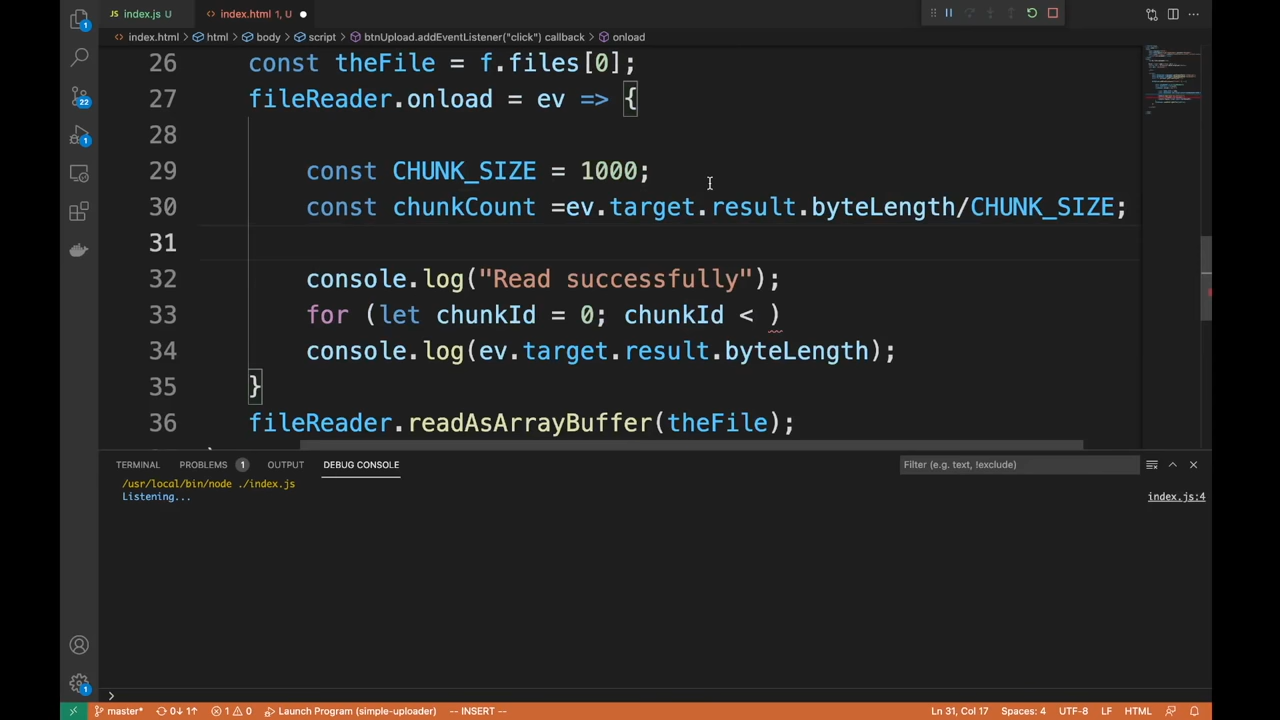 JS index.js U
<> index.html 1, U
index.html > html > body > script > btnUpload.addEventListener("click") callback > onload
26 const theFile = f.files[0];
27 fileReader.onload = ev => {
28
29 const CHUNK_SIZE = 1000;
30 const chunkCount =ev.target.result.byteLength/CHUNK_SIZE;
31
32 console.log("Read successfully");
33 for (let chunkId = 0; chunkId < )
34 console.log(ev.target.result.byteLength);
35 }
36 fileReader.readAsArrayBuffer(theFile);
1
22
1
1
TERMINAL PROBLEMS 1 OUTPUT DEBUG CONSOLE Filter (e.g. text, !exclude)
/usr/local/bin/node ./index.js
Listening... index.js:4
>
master* 0↓ 1↑ 1 0 Launch Program (simple-uploader) -- INSERT -- Ln 31, Col 17 Spaces: 4 UTF-8 LF HTML